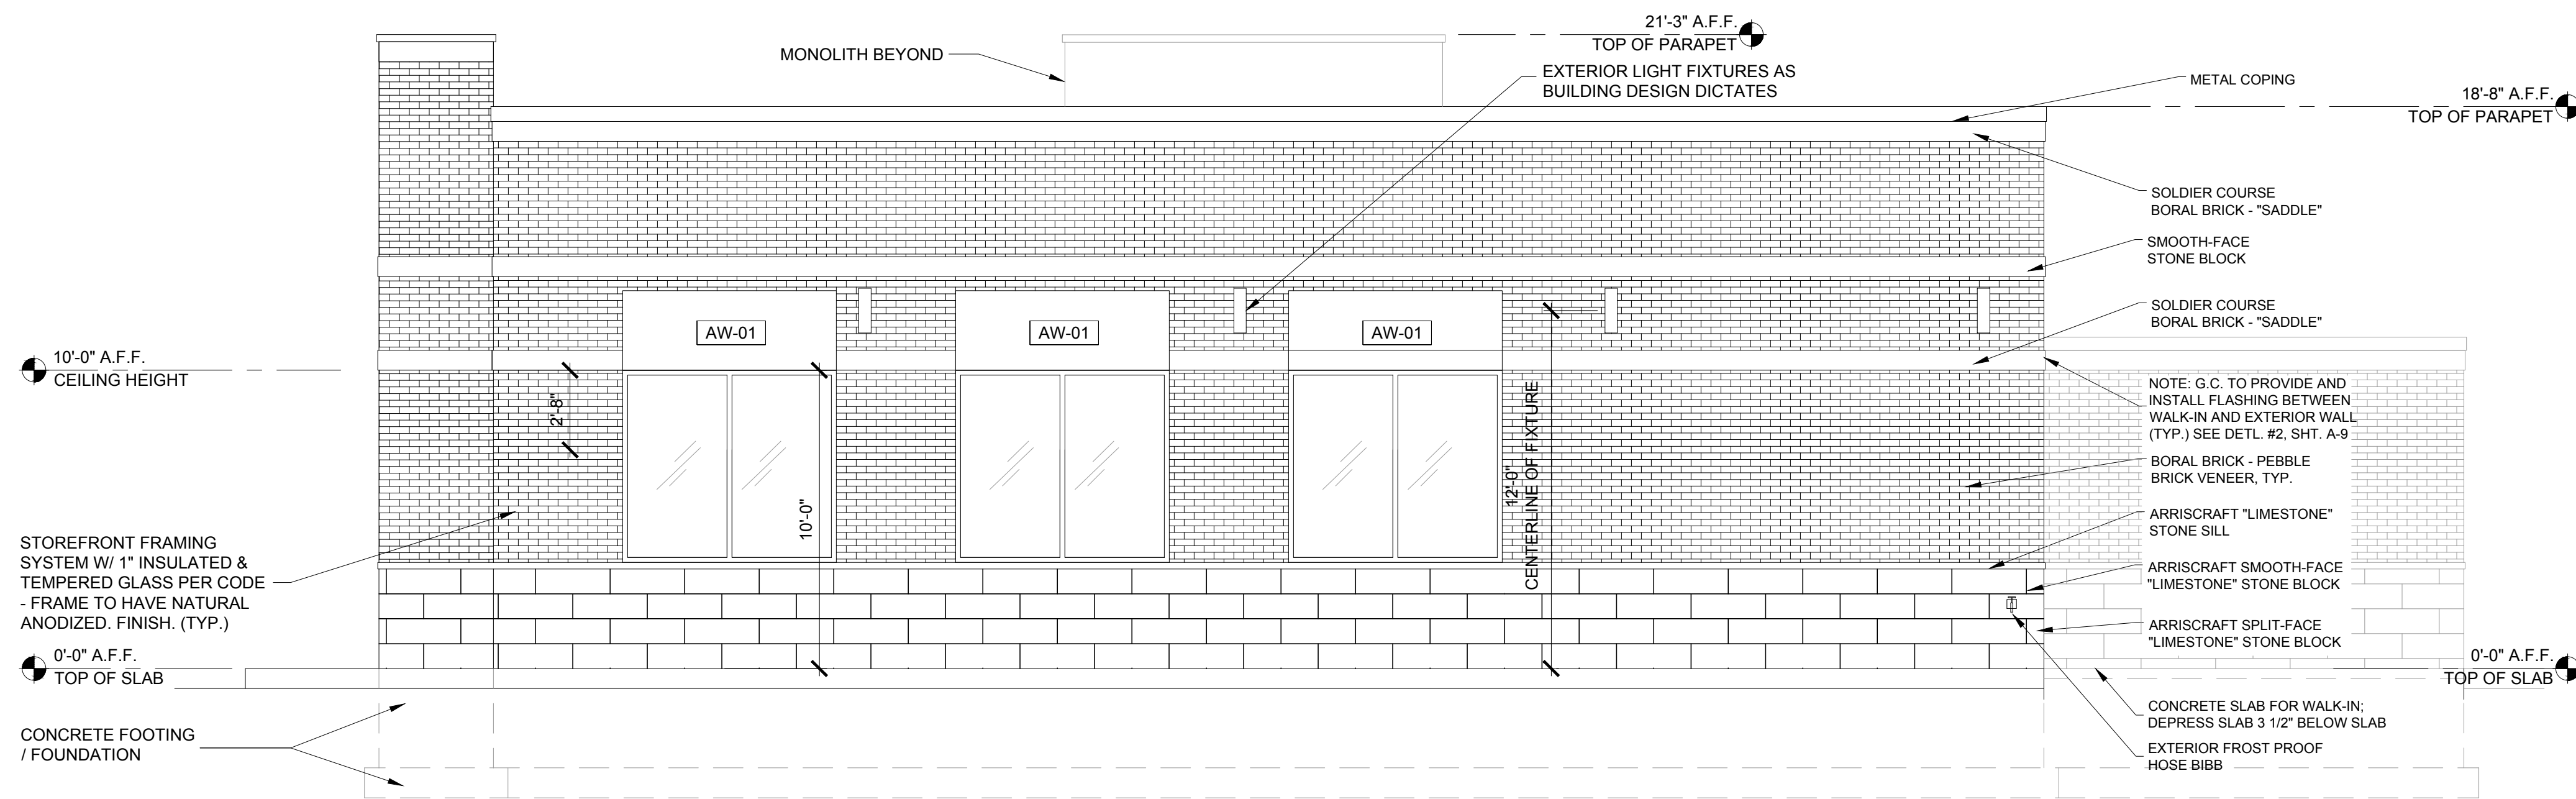 21'-3" A.F.F.
TOP OF PARAPET
MONOLITH BEYOND
EXTERIOR LIGHT FIXTURES AS
BUILDING DESIGN DICTATES
METAL COPING
18'-8" A.F.F.
TOP OF PARAPET
SOLDIER COURSE
BORAL BRICK - "SADDLE"
SMOOTH-FACE
STONE BLOCK
SOLDIER COURSE
BORAL BRICK - "SADDLE"
AW-01
AW-01
AW-01
10'-0" A.F.F.
CEILING HEIGHT
2'-8"
10'-0"
12'-0"
CENTERLINE OF FIXTURE
NOTE: G.C. TO PROVIDE AND
INSTALL FLASHING BETWEEN
WALK-IN AND EXTERIOR WALL
(TYP.) SEE DETL. #2, SHT. A-9
BORAL BRICK - PEBBLE
BRICK VENEER, TYP.
ARRISCRAFT "LIMESTONE"
STONE SILL
ARRISCRAFT SMOOTH-FACE
"LIMESTONE" STONE BLOCK
ARRISCRAFT SPLIT-FACE
"LIMESTONE" STONE BLOCK
STOREFRONT FRAMING
SYSTEM W/ 1" INSULATED &
TEMPERED GLASS PER CODE
- FRAME TO HAVE NATURAL
ANODIZED. FINISH. (TYP.)
0'-0" A.F.F.
TOP OF SLAB
0'-0" A.F.F.
TOP OF SLAB
CONCRETE FOOTING
/ FOUNDATION
CONCRETE SLAB FOR WALK-IN;
DEPRESS SLAB 3 1/2" BELOW SLAB
EXTERIOR FROST PROOF
HOSE BIBB